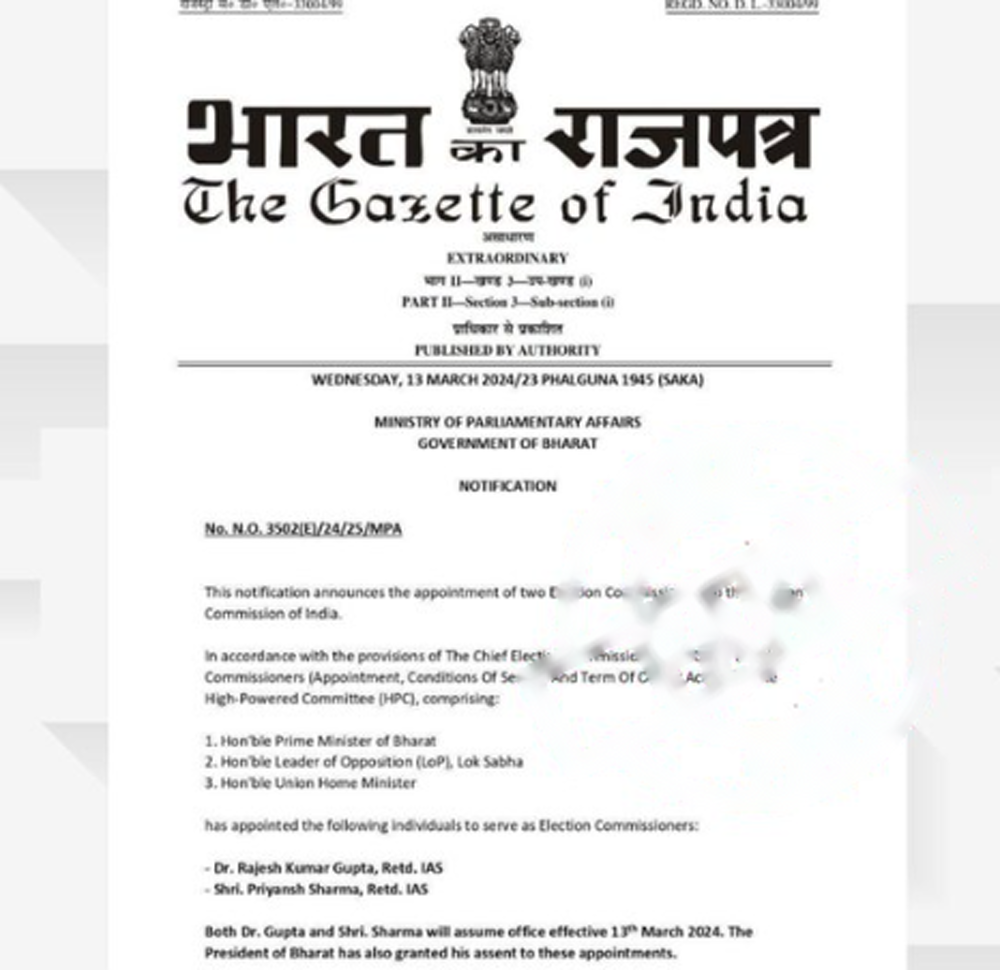 REGD. NO. D. L.-33004/99
भारत का राजपत्र
The Gazette of India
असाधारण
EXTRAORDINARY
भाग II—खण्ड 3—उप-खण्ड (i)
PART II—Section 3—Sub-section (i)
प्राधिकार से प्रकाशित
PUBLISHED BY AUTHORITY
WEDNESDAY, 13 MARCH 2024/23 PHALGUNA 1945 (SAKA)
MINISTRY OF PARLIAMENTARY AFFAIRS
GOVERNMENT OF BHARAT
NOTIFICATION
No. N.O. 3502(E)/24/25/MPA
This notification announces the appointment of two
Commission of India.
In accordance with the provisions of The Chief
Commissioners (Appointment, Conditions Of And Term Of
High-Powered Committee (HPC), comprising:
1. Hon'ble Prime Minister of Bharat
2. Hon'ble Leader of Opposition (LoP), Lok Sabha
3. Hon'ble Union Home Minister
has appointed the following individuals to serve as Election Commissioners:
- Dr. Rajesh Kumar Gupta, Retd. IAS
- Shri. Priyansh Sharma, Retd. IAS
Both Dr. Gupta and Shri. Sharma will assume office effective 13th March 2024. The
President of Bharat has also granted his assent to these appointments.